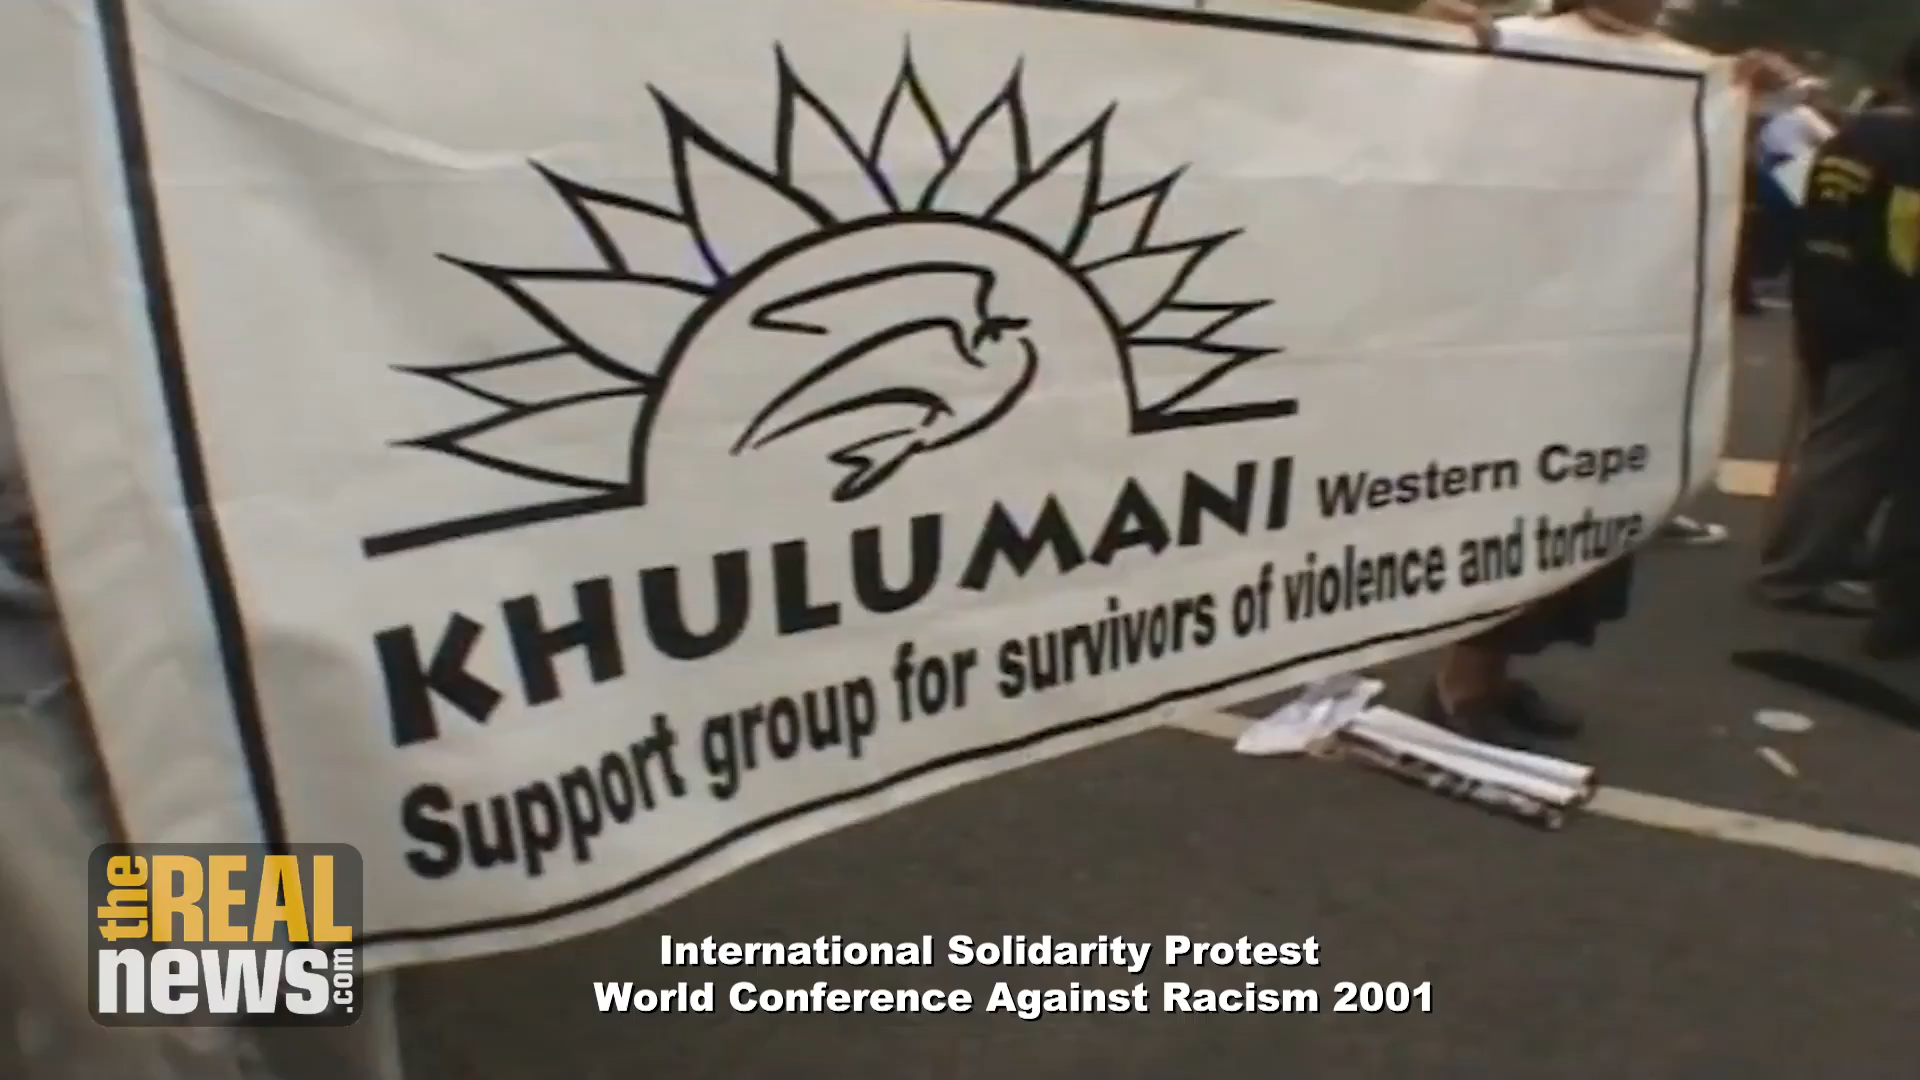 KHULUMANI Western Cape
Support group for survivors of violence and torture
the REAL
news.com
International Solidarity Protest
World Conference Against Racism 2001